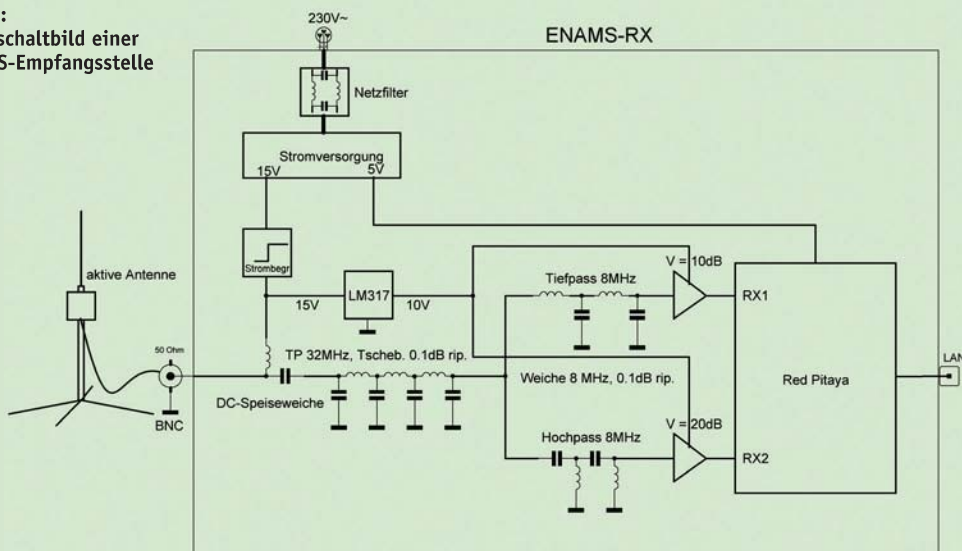 :
schaltbild einer
S-Empfangsstelle
230V~
ENAMS-RX
Netzfilter
Stromversorgung
15V
5V
Strombegr
aktive Antenne
15V
LM317
10V
V = 10dB
Tiefpass 8MHz
RX1
50 Ohm
TP 32MHz, Tscheb. 0.1dB rip.
Weiche 8 MHz, 0.1dB rip.
Red Pitaya
LAN
DC-Speiseweiche
BNC
V = 20dB
Hochpass 8MHz
RX2